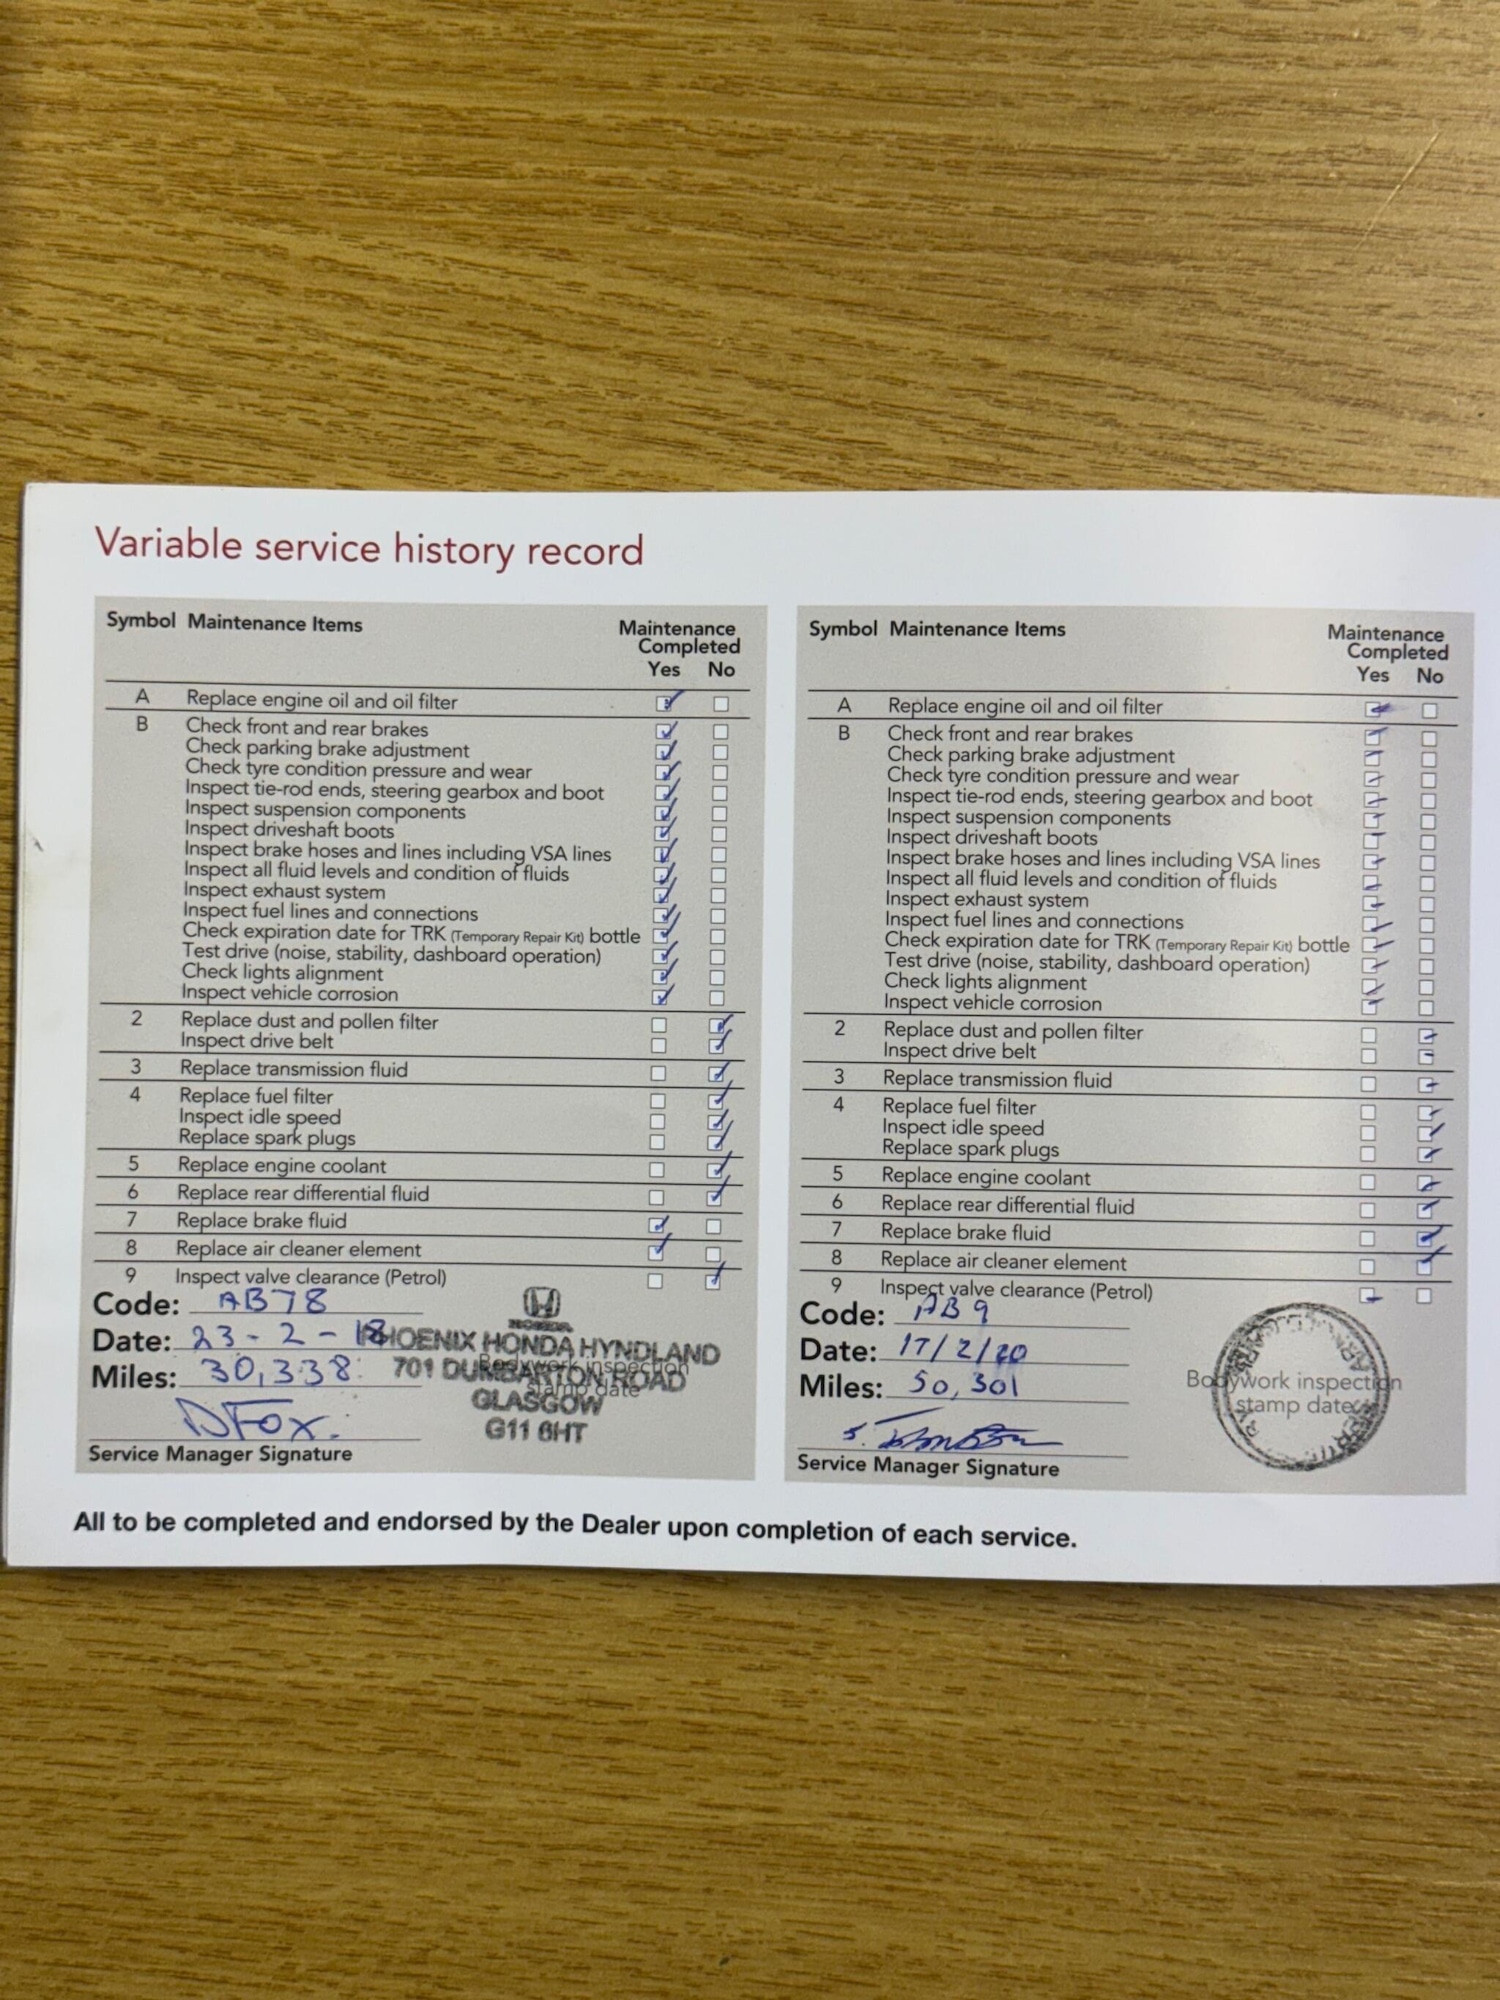 Variable service history record
Symbol Maintenance Items Maintenance Completed Yes No
A Replace engine oil and oil filter
B Check front and rear brakes
Check parking brake adjustment
Check tyre condition pressure and wear
Inspect tie-rod ends, steering gearbox and boot
Inspect suspension components
Inspect driveshaft boots
Inspect brake hoses and lines including VSA lines
Inspect all fluid levels and condition of fluids
Inspect exhaust system
Inspect fuel lines and connections
Check expiration date for TRK (Temporary Repair Kit) bottle
Test drive (noise, stability, dashboard operation)
Check lights alignment
Inspect vehicle corrosion
2 Replace dust and pollen filter
Inspect drive belt
3 Replace transmission fluid
4 Replace fuel filter
Inspect idle speed
Replace spark plugs
5 Replace engine coolant
6 Replace rear differential fluid
7 Replace brake fluid
8 Replace air cleaner element
9 Inspect valve clearance (Petrol)
Code: AB78
Date: 23-2-18
Miles: 30,338
DFox.
Service Manager Signature
HONDA
PHOENIX HONDA HYNDLAND
701 DUMBARTON ROAD
GLASGOW
G11 6HT
Bodywork inspection
stamp date
Symbol Maintenance Items Maintenance Completed Yes No
A Replace engine oil and oil filter
B Check front and rear brakes
Check parking brake adjustment
Check tyre condition pressure and wear
Inspect tie-rod ends, steering gearbox and boot
Inspect suspension components
Inspect driveshaft boots
Inspect brake hoses and lines including VSA lines
Inspect all fluid levels and condition of fluids
Inspect exhaust system
Inspect fuel lines and connections
Check expiration date for TRK (Temporary Repair Kit) bottle
Test drive (noise, stability, dashboard operation)
Check lights alignment
Inspect vehicle corrosion
2 Replace dust and pollen filter
Inspect drive belt
3 Replace transmission fluid
4 Replace fuel filter
Inspect idle speed
Replace spark plugs
5 Replace engine coolant
6 Replace rear differential fluid
7 Replace brake fluid
8 Replace air cleaner element
9 Inspect valve clearance (Petrol)
Code: AB9
Date: 17/2/20
Miles: 50,301
Service Manager Signature
Bodywork inspection
stamp date
All to be completed and endorsed by the Dealer upon completion of each service.